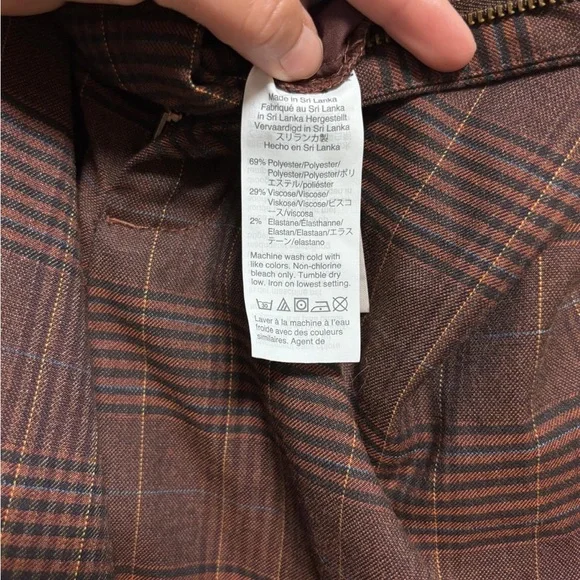 Made in Sri Lanka
Fabriqué au Sri Lanka
in Sri Lanka Hergestellt
Vervaardigd in Sri Lanka
スリランカ製
Hecho en Sri Lanka
69% Polyester/Polyester/
Polyester/Polyester/ポリ
エステル/poliéster
29% Viscose/Viscose/
Viskose/Viscose/ビスコ
ース/viscosa
2% Elastane/Élasthanne/
Elastan/Elastaan/エラス
テーン/elastano
Machine wash cold with
like colors. Non-chlorine
bleach only. Tumble dry
low. Iron on lowest setting.
Laver à la machine à l'eau
froide avec des couleurs
similaires. Agent de